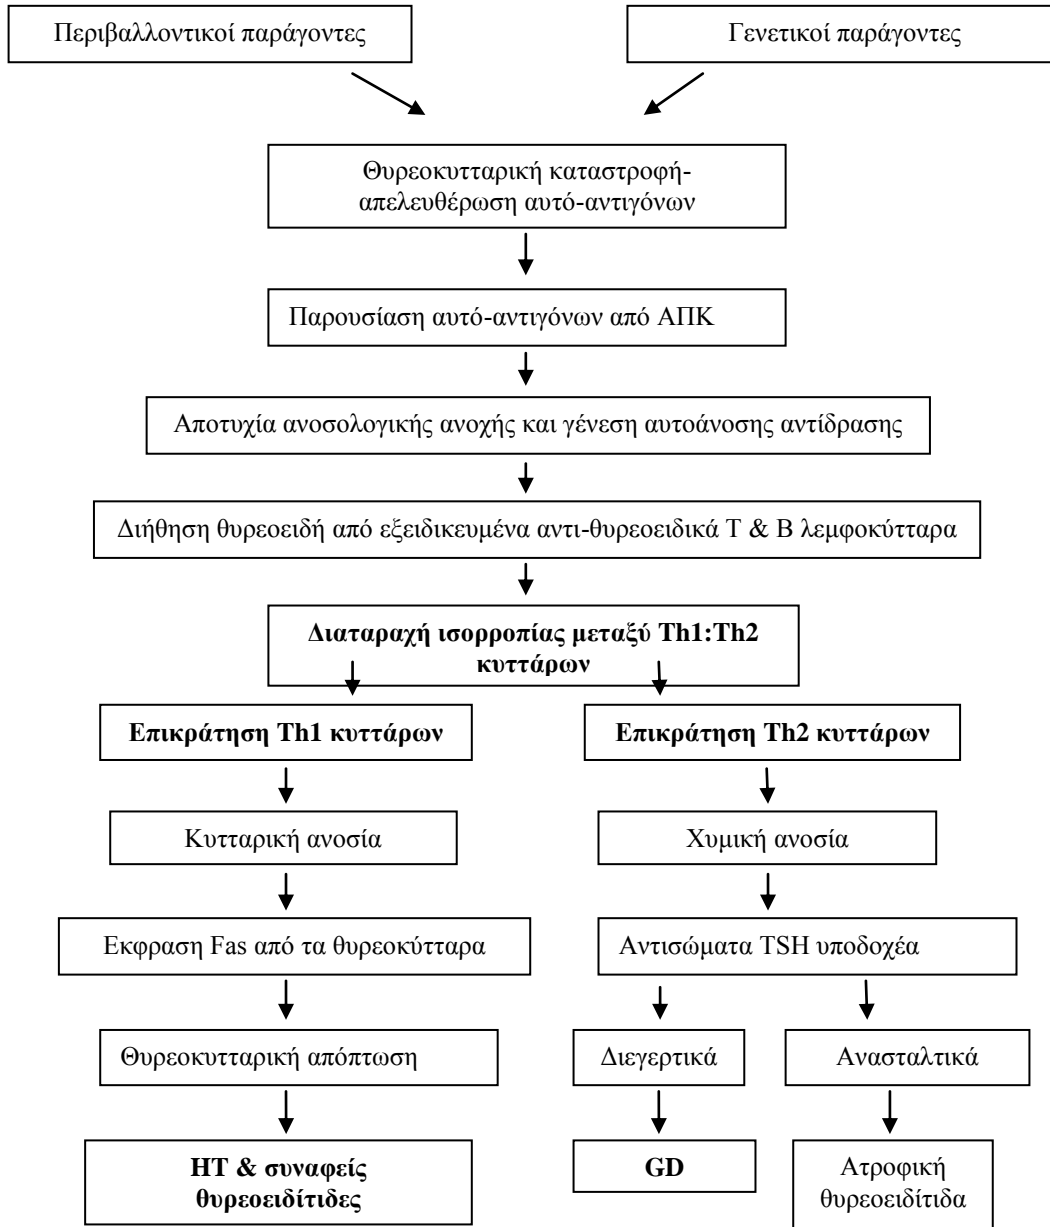 Περιβαλλοντικοί παράγοντες
Γενετικοί παράγοντες
Θυρεοκυτταρική καταστροφή-
απελευθέρωση αυτό-αντιγόνων
Παρουσίαση αυτό-αντιγόνων από ΑΠΚ
Αποτυχία ανοσολογικής ανοχής και γένεση αυτοάνοσης αντίδρασης
Διήθηση θυρεοειδή από εξειδικευμένα αντι-θυρεοειδικά Τ & Β λεμφοκύτταρα
Διαταραχή ισορροπίας μεταξύ Th1:Th2
κυττάρων
Επικράτηση Th1 κυττάρων
Επικράτηση Th2 κυττάρων
Κυτταρική ανοσία
Χυμική ανοσία
Εκφραση Fas από τα θυρεοκύτταρα
Αντισώματα TSH υποδοχέα
Θυρεοκυτταρική απόπτωση
Διεγερτικά
Ανασταλτικά
HT & συναφείς
θυρεοειδίτιδες
GD
Ατροφική
θυρεοειδίτιδα